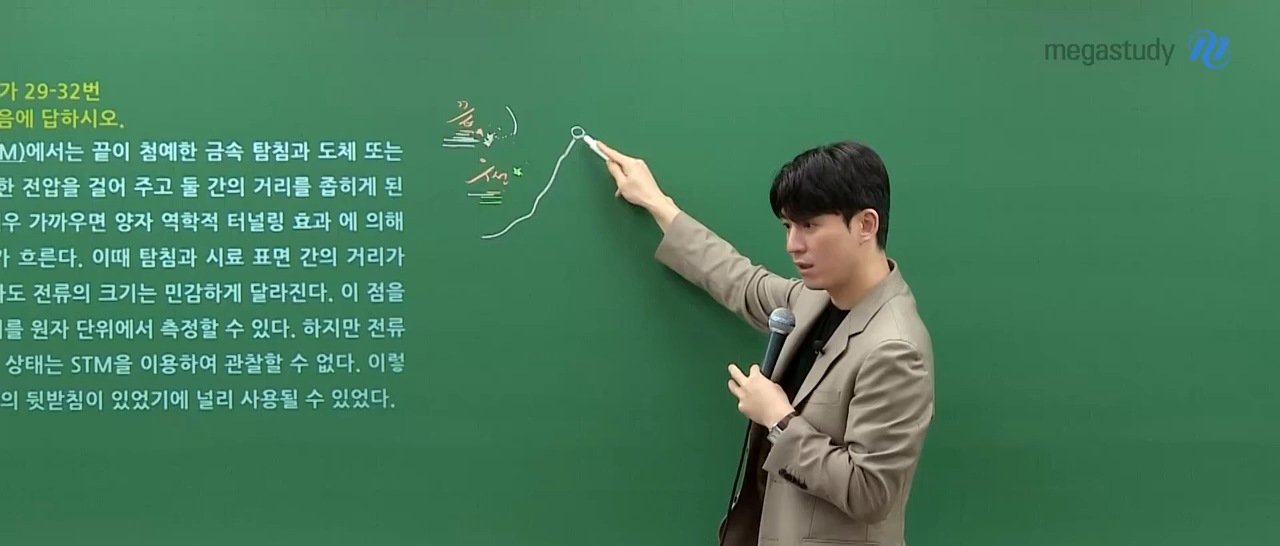 megastudy
가 29-32번
음에 답하시오.
M)에서는 끝이 첨예한 금속 탐침과 도체 또는
한 전압을 걸어 주고 둘 간의 거리를 좁히게 된
우 가까우면 양자 역학적 터널링 효과 에 의해
가 흐른다. 이때 탐침과 시료 표면 간의 거리가
라도 전류의 크기는 민감하게 달라진다. 이 점을
이를 원자 단위에서 측정할 수 있다. 하지만 전류
상태는 STM을 이용하여 관찰할 수 없다. 이렇
의 뒷받침이 있었기에 널리 사용될 수 있었다.